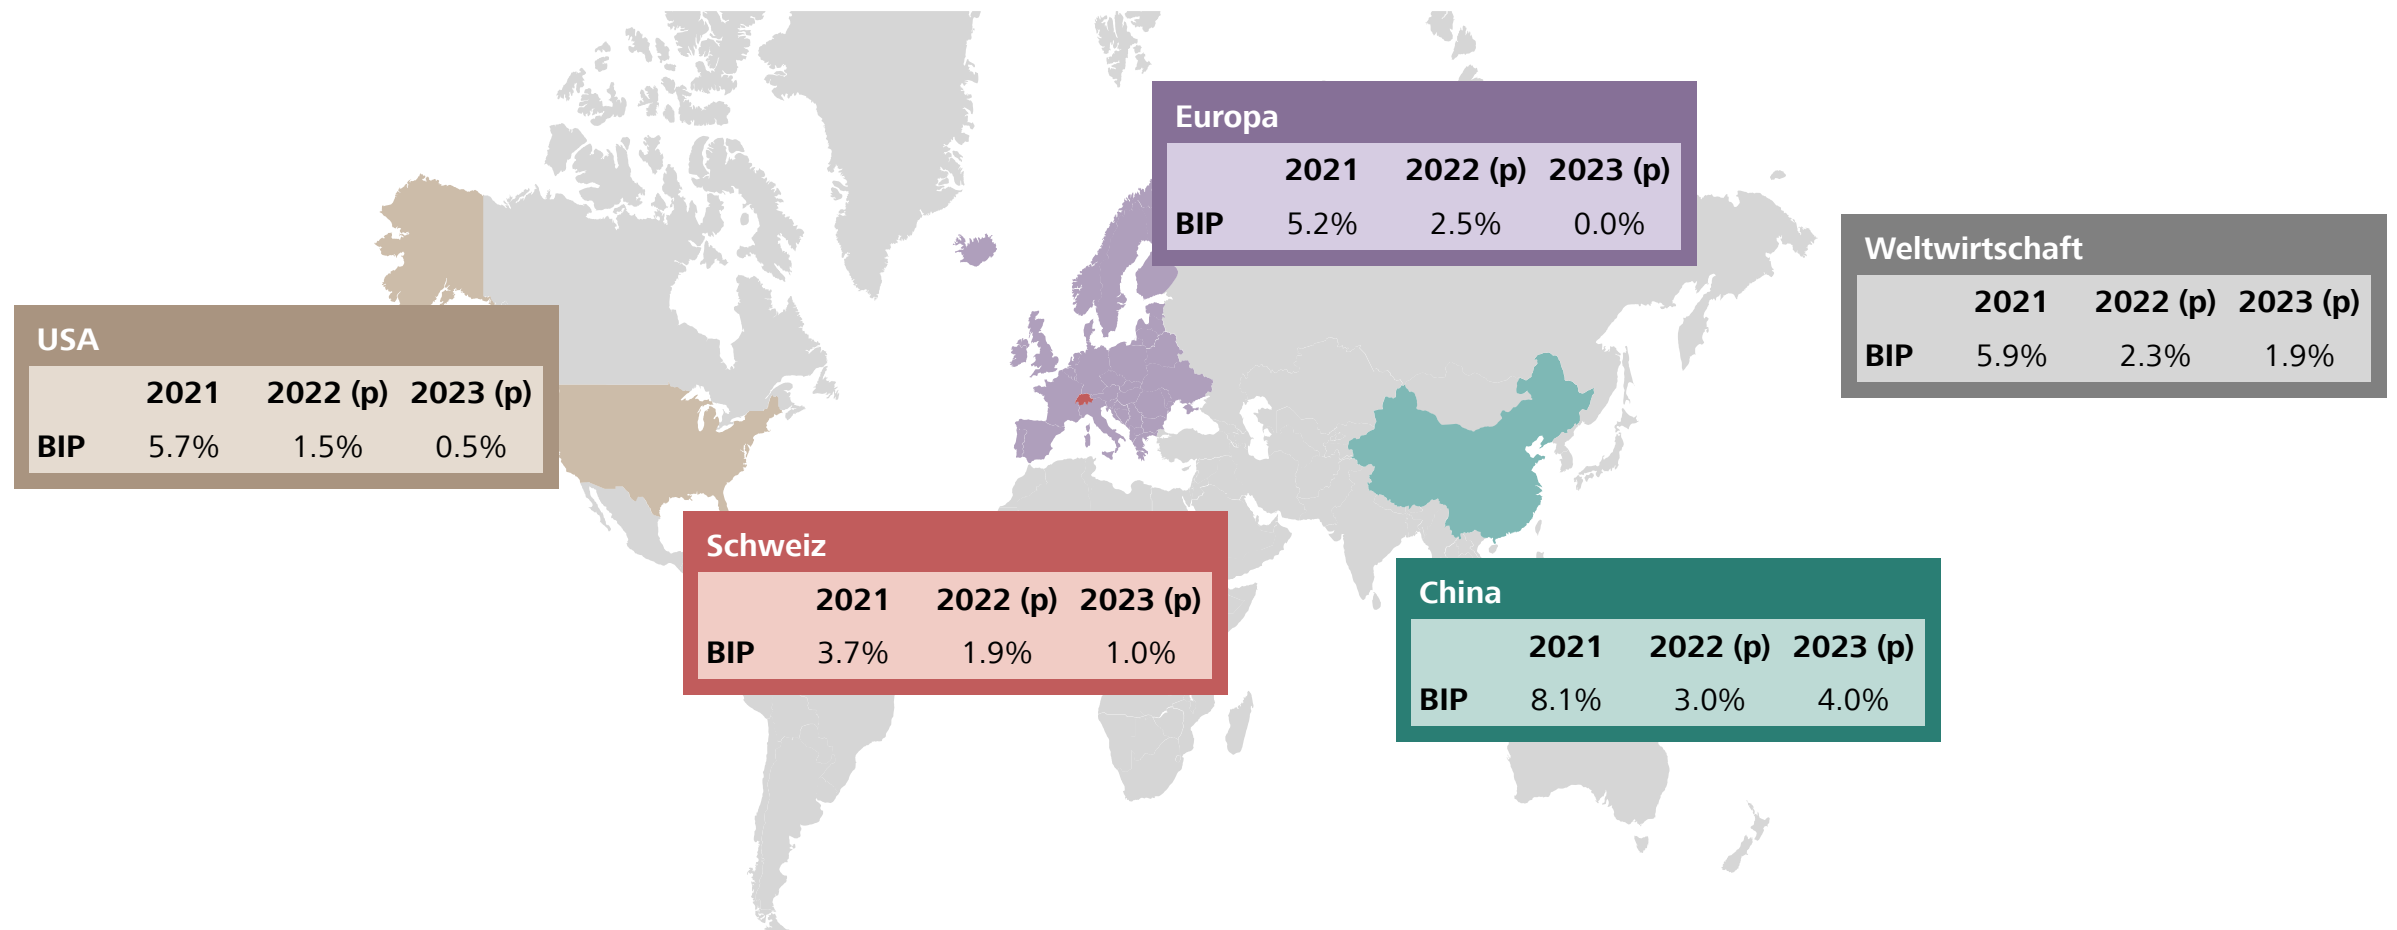 Europa
2021 2022 (p) 2023 (p)
BIP 5.2% 2.5% 0.0%
Weltwirtschaft
2021 2022 (p) 2023 (p)
BIP 5.9% 2.3% 1.9%
USA
2021 2022 (p) 2023 (p)
BIP 5.7% 1.5% 0.5%
Schweiz
2021 2022 (p) 2023 (p)
BIP 3.7% 1.9% 1.0%
China
2021 2022 (p) 2023 (p)
BIP 8.1% 3.0% 4.0%